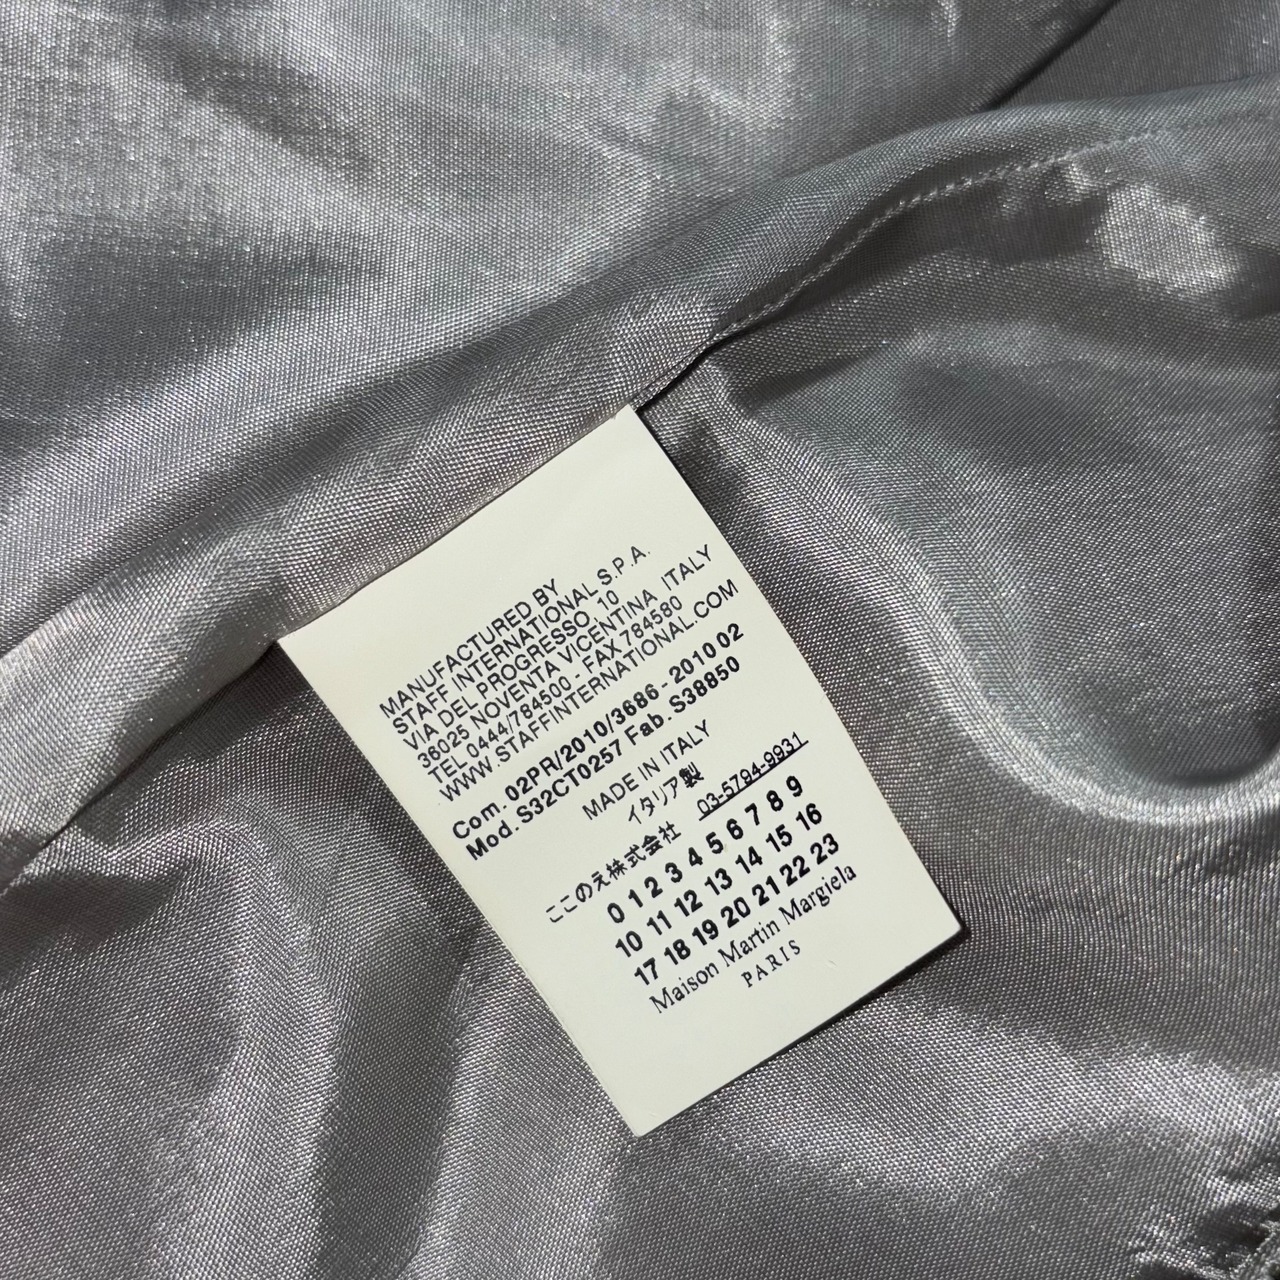 MANUFACTURED BY
STAFF INTERNATIONAL S.P.A.
VIA DEL PROGRESSO, 10
36025 NOVENTA VICENTINA ITALY
TEL 0444/784500 - FAX 784580
WWW.STAFFINTERNATIONAL.COM
Com. 02PR/2010/3686 - 2010 02
Mod. S32CT0257 Fab. S38850
MADE IN ITALY
イタリア製
ここのえ株式会社 03-5794-9931
0 1 2 3 4 5 6 7 8 9
10 11 12 13 14 15 16
17 18 19 20 21 22 23
Maison Martin Margiela
PARIS